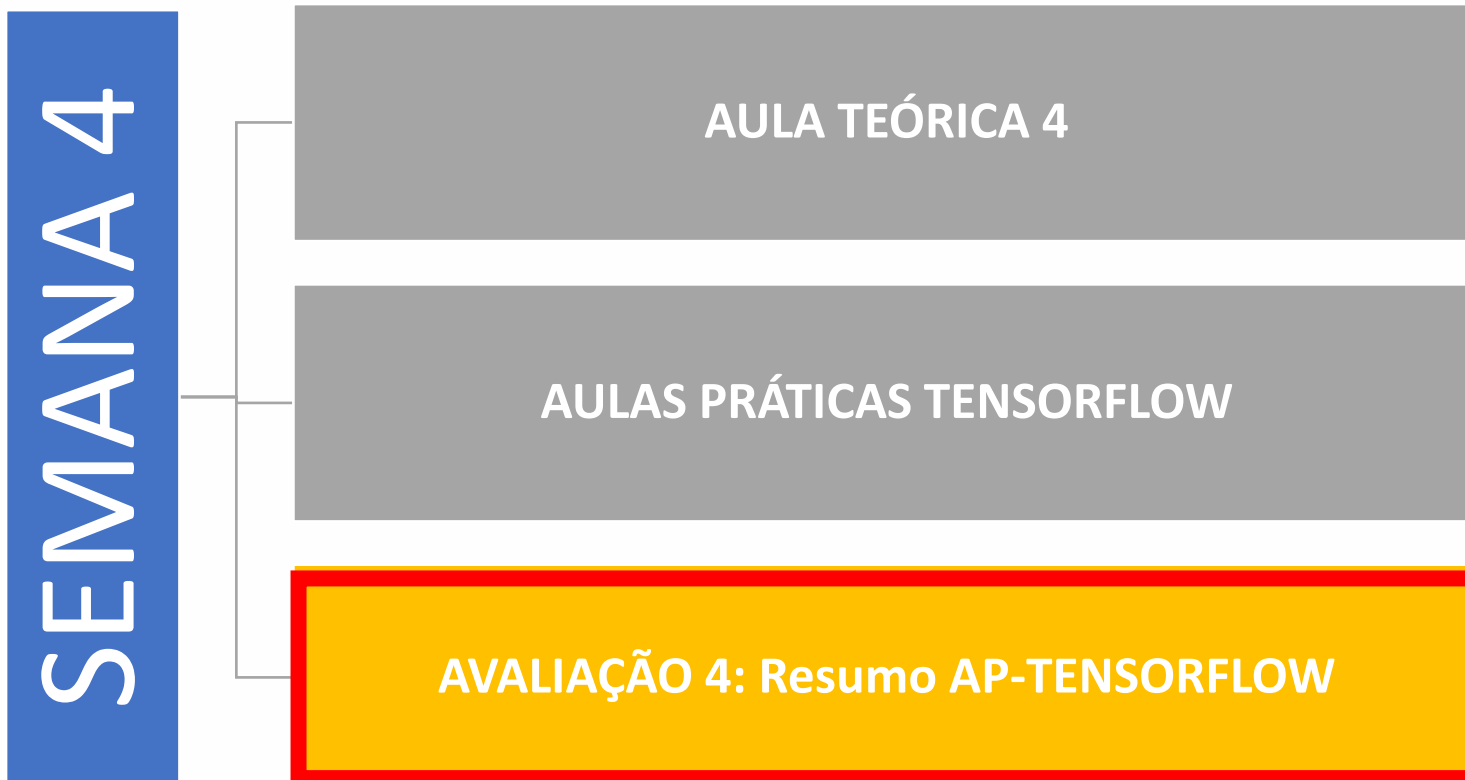 SEMANA 4
AULA TEÓRICA 4
AULAS PRÁTICAS TENSORFLOW
AVALIAÇÃO 4: Resumo AP-TENSORFLOW